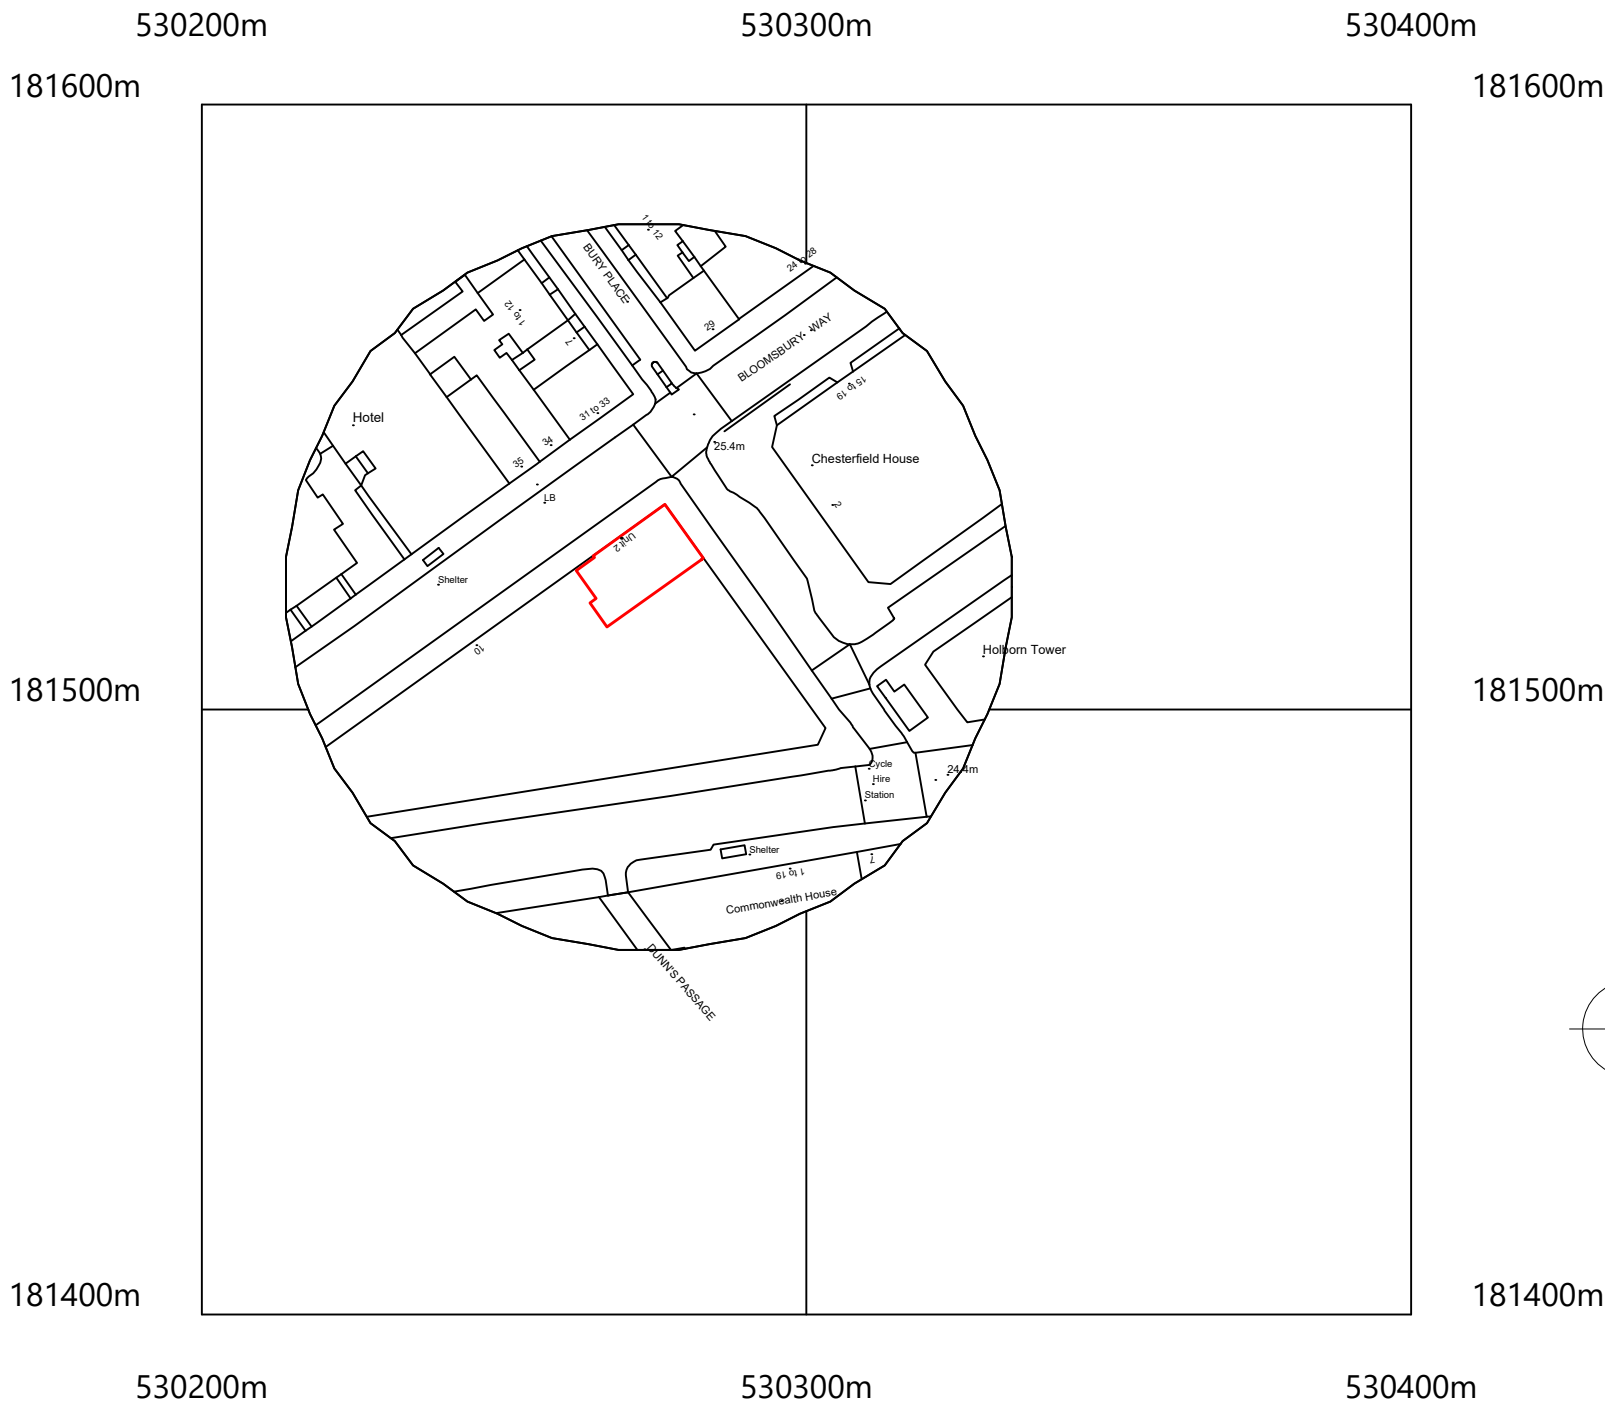 530200m
530300m
530400m
181600m
181600m
1 to 12
BURY PLACE
24 to 28
1 to 12
29
BLOOMSBURY WAY
7
15 to 19
31 to 33
Hotel
34
25.4m
35
Chesterfield House
LB
2
Unit 2
Shelter
10
Holborn Tower
181500m
181500m
Cycle
Hire
Station
24.4m
Shelter
7
1 to 19
Commonwealth House
DUNN'S PASSAGE
181400m
181400m
530200m
530300m
530400m